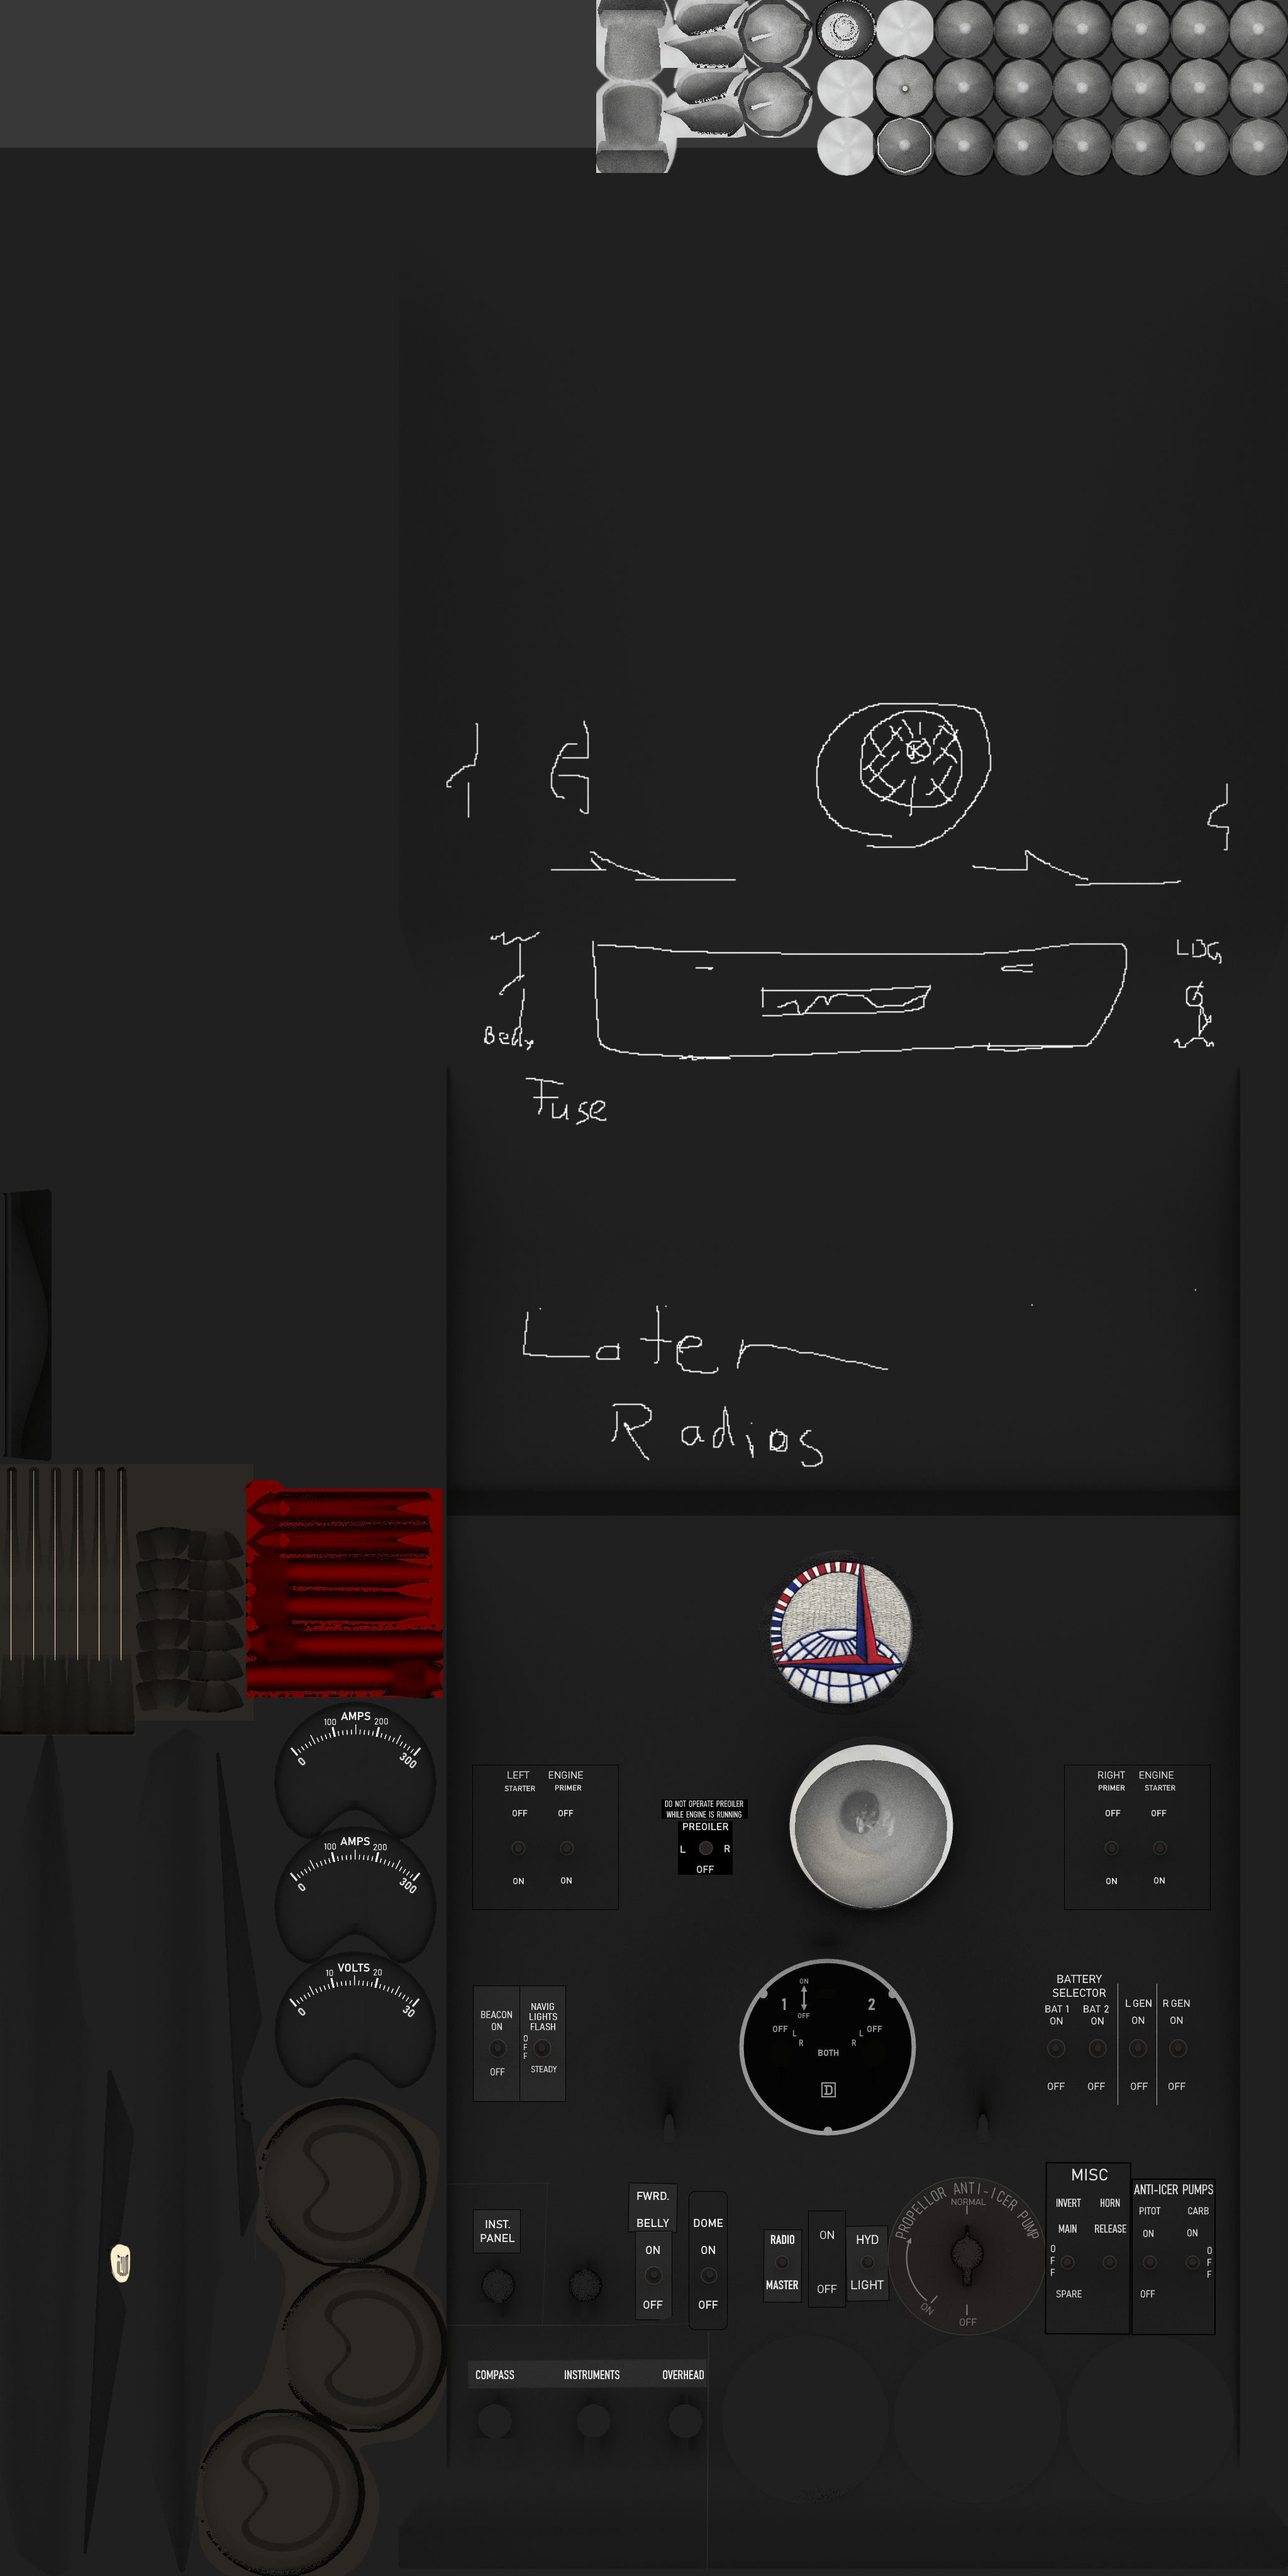 LDG
Belly
Fuse
Later
Radios
AMPS
100 200
0 300
AMPS
100 200
0 300
VOLTS
10 20
0 30
LEFT ENGINE
STARTER PRIMER
OFF OFF
ON ON
DO NOT OPERATE PREOILER
WHILE ENGINE IS RUNNING
PREOILER
L R
OFF
RIGHT ENGINE
PRIMER STARTER
OFF OFF
ON ON
BEACON
ON
OFF
NAVIG
LIGHTS
FLASH
OFF
STEADY
ON
1 2
OFF
OFF L L OFF
R R
BOTH
D
BATTERY
SELECTOR
BAT 1 BAT 2 L GEN R GEN
ON ON ON ON
OFF OFF OFF OFF
INST.
PANEL
FWRD.
BELLY
ON
OFF
DOME
ON
OFF
RADIO
MASTER
ON
OFF
HYD
LIGHT
PROPELLOR ANTI-ICER PUMP
NORMAL
ON
OFF
MISC
INVERT HORN
MAIN RELEASE
OFF
SPARE
ANTI-ICER PUMPS
PITOT CARB
ON ON
OFF
OFF
COMPASS INSTRUMENTS OVERHEAD